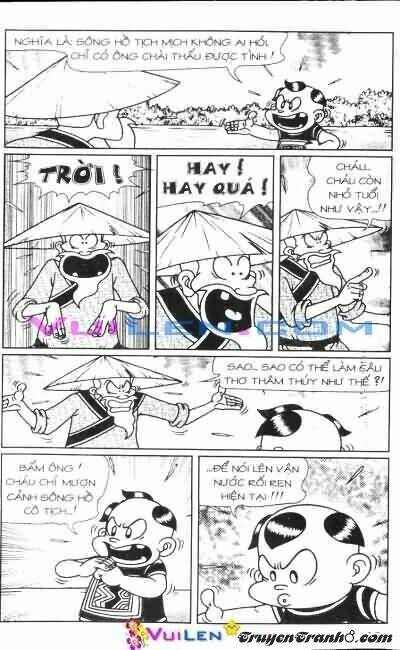 NGHĨA LÀ: SÔNG HỒ TỊCH MỊCH KHÔNG AI HỎI,
CHỈ CÓ ÔNG CHÀI THẤU ĐƯỢC TÌNH!
TRỜI!
HAY!
HAY QUÁ!
CHÁU...
CHÁU CÒN
NHỎ TUỔI
NHƯ VẬY...!!
VUILEN.COM
SAO... SAO CÓ THỂ LÀM CÂU
THƠ THÂM THÚY NHƯ THẾ ?!
BẨM ÔNG!
CHÁU CHỈ MƯỢN
CẢNH SÔNG HỒ
CÔ TỊCH...!
...ĐỂ NÓI LÊN VẬN
NƯỚC RỐI REN
HIỆN TẠI !!!
VUILEN
TruyenTranh8.com